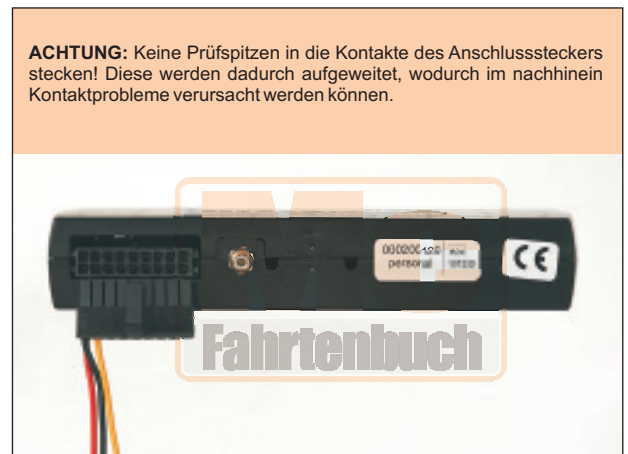 ACHTUNG: Keine Prüfspitzen in die Kontakte des Anschlusssteckers
stecken! Diese werden dadurch aufgeweitet, wodurch im nachhinein
Kontaktprobleme verursacht werden können.
personal
CE
Fahrtenbuch